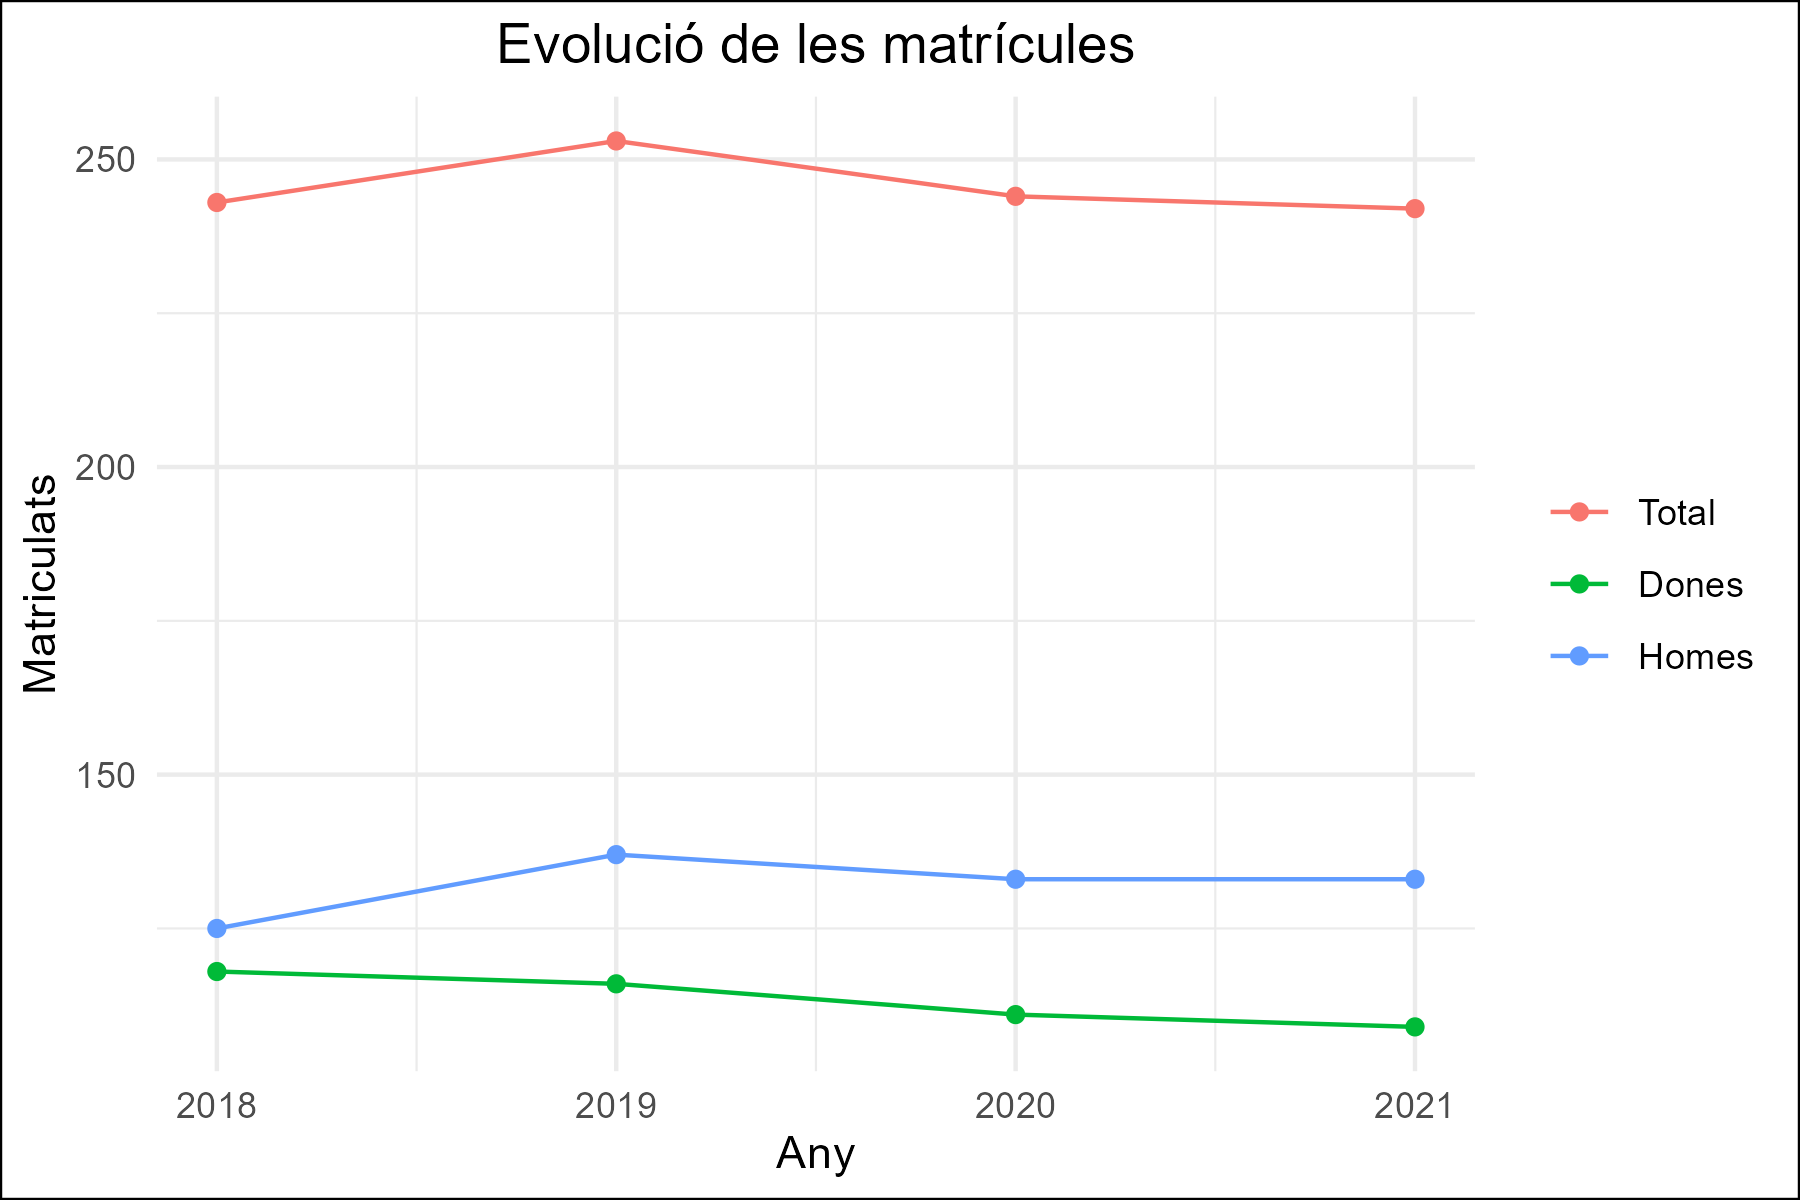 Evolució de les matrícules
250
200
150
Matriculats
2018
2019
2020
2021
Any
Total
Dones
Homes